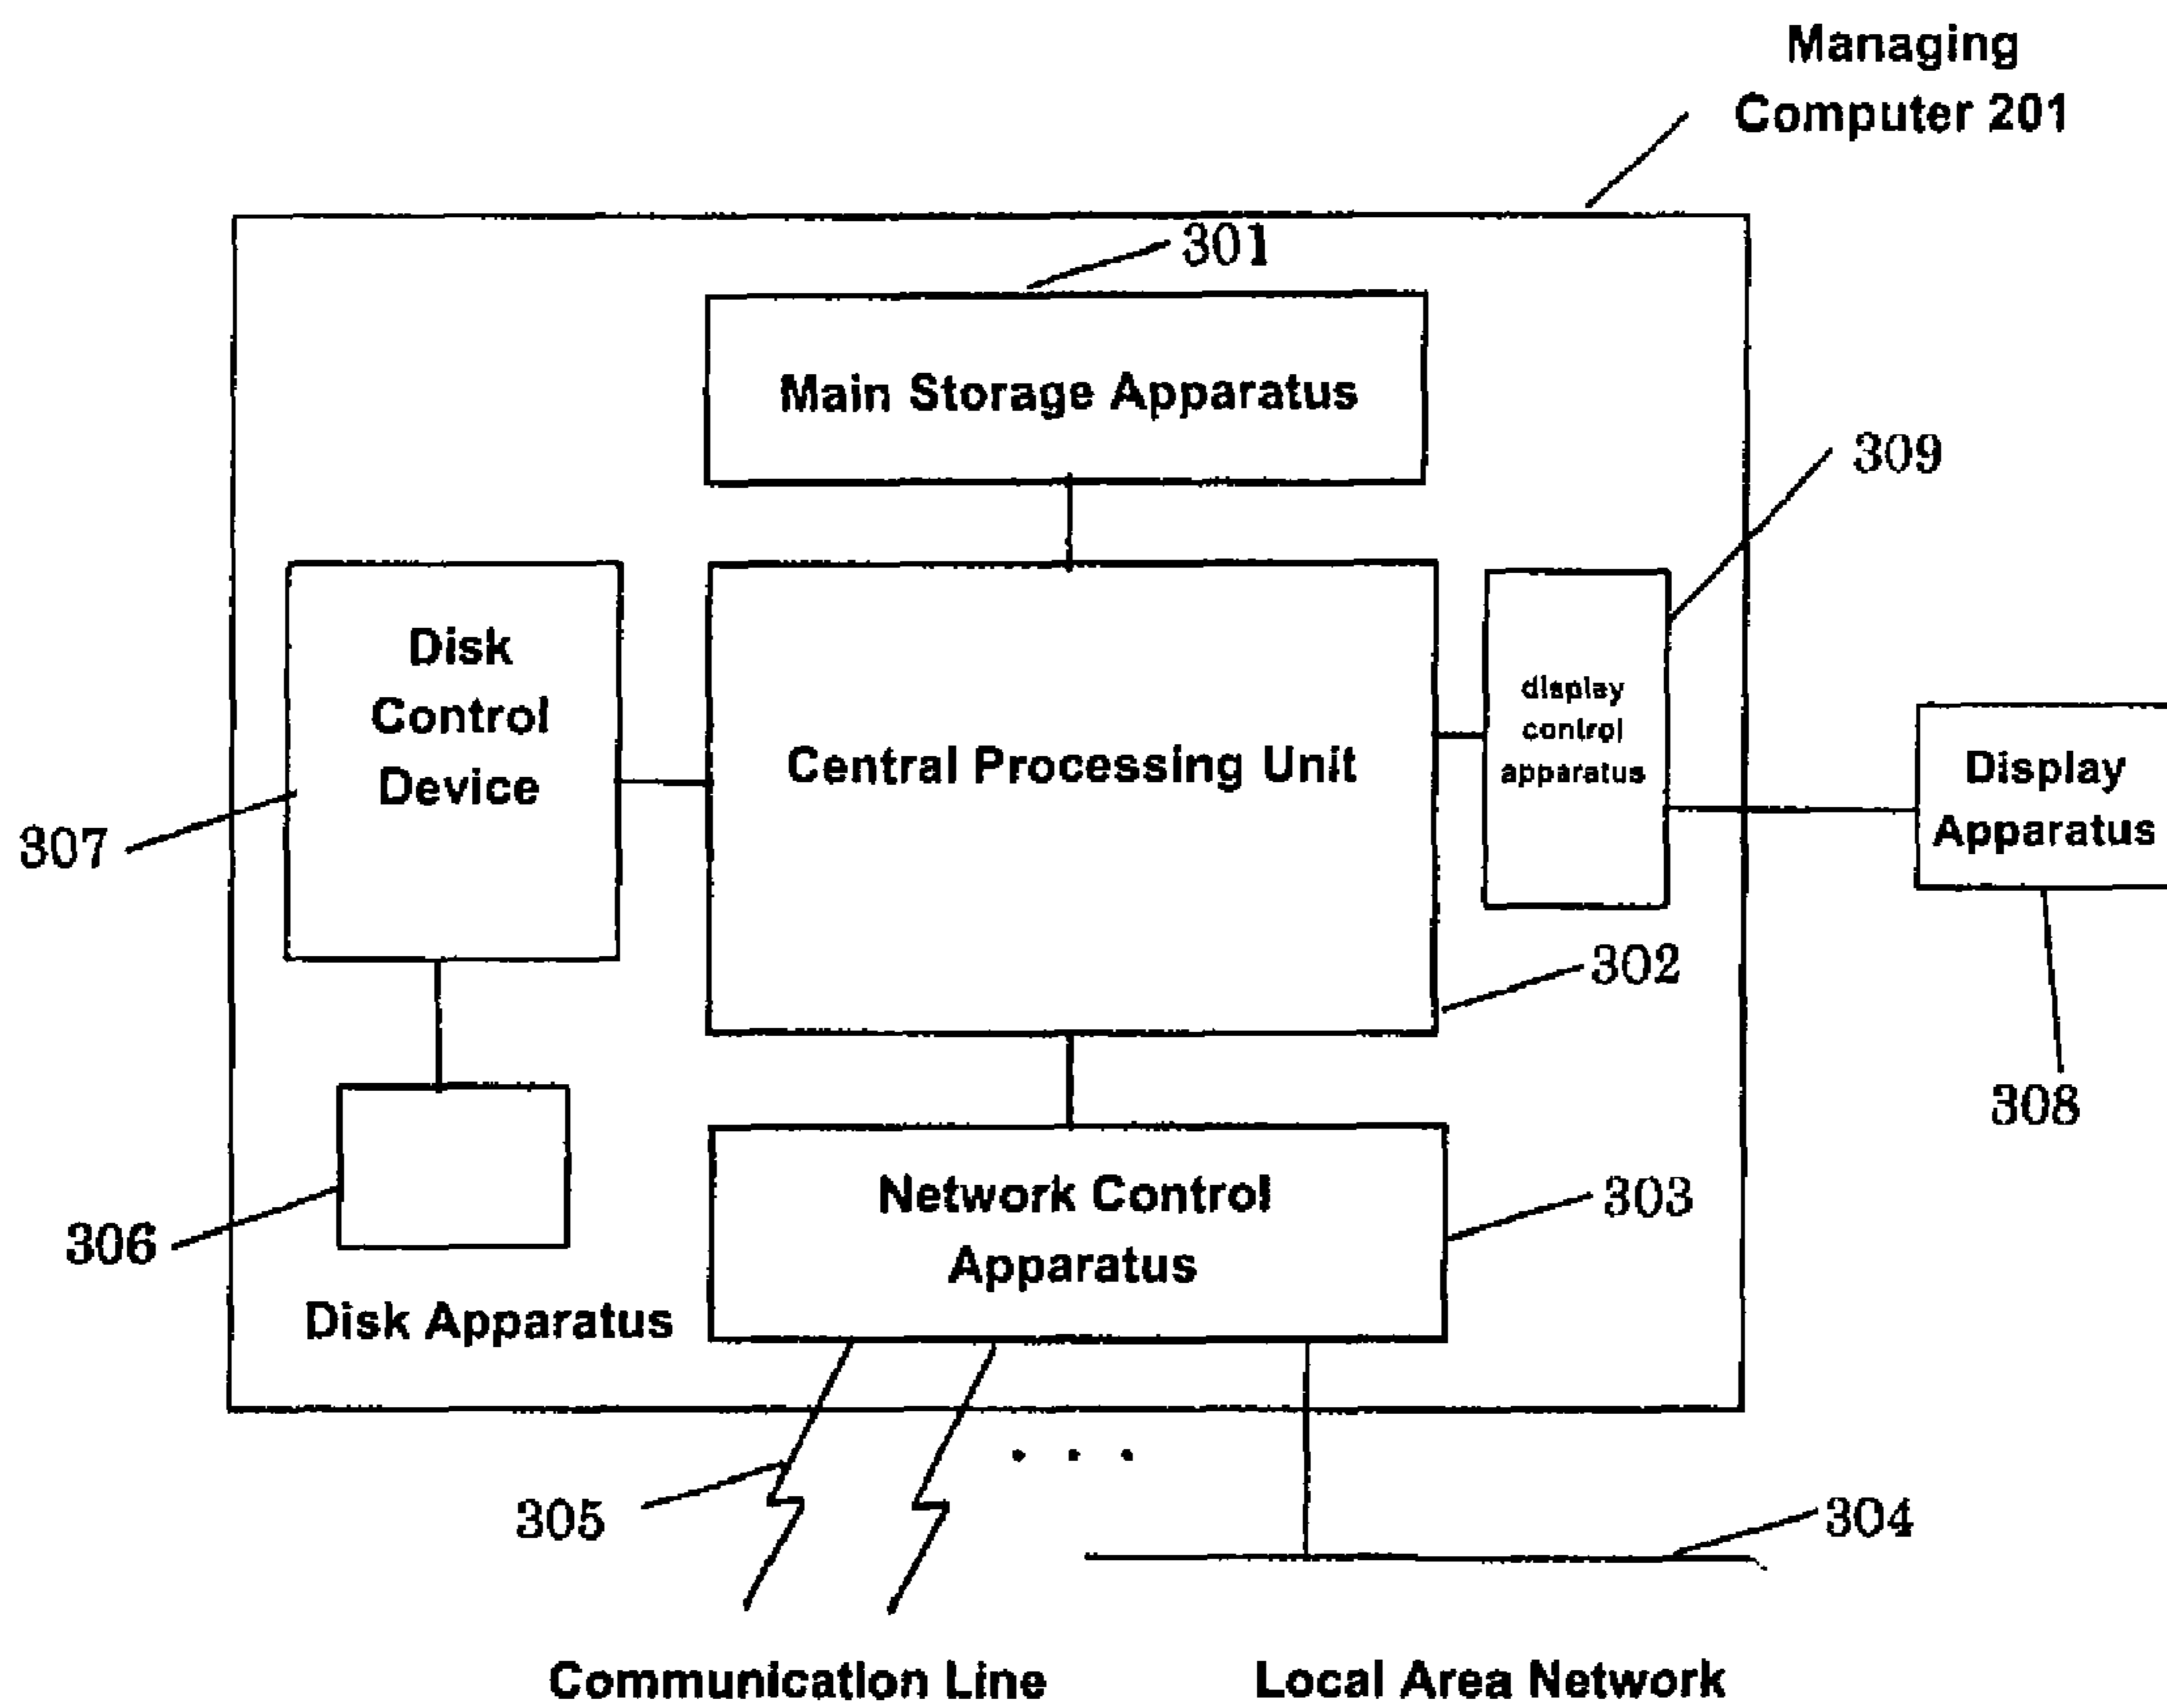 Managing
Computer 201
301
Main Storage Apparatus
309
Disk
Control
Device
Central Processing Unit
display
control
apparatus
Display
Apparatus
307
302
308
Network Control
Apparatus
303
306
Disk Apparatus
. . .
305
304
Communication Line
Local Area Network